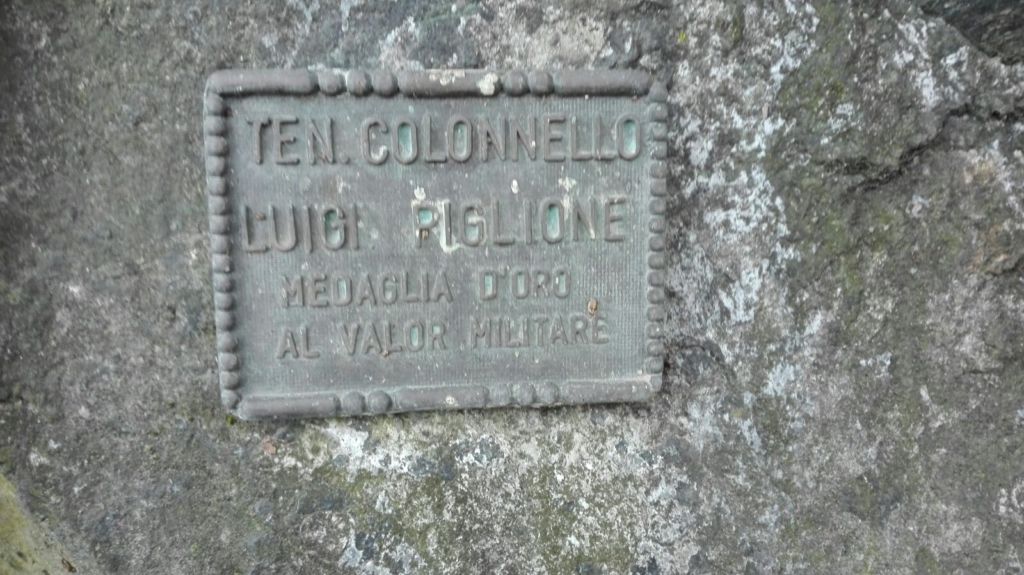 TEN. COLONNELLO
LUIGI PIGLIONE
MEDAGLIA D'ORO
AL VALOR MILITARE